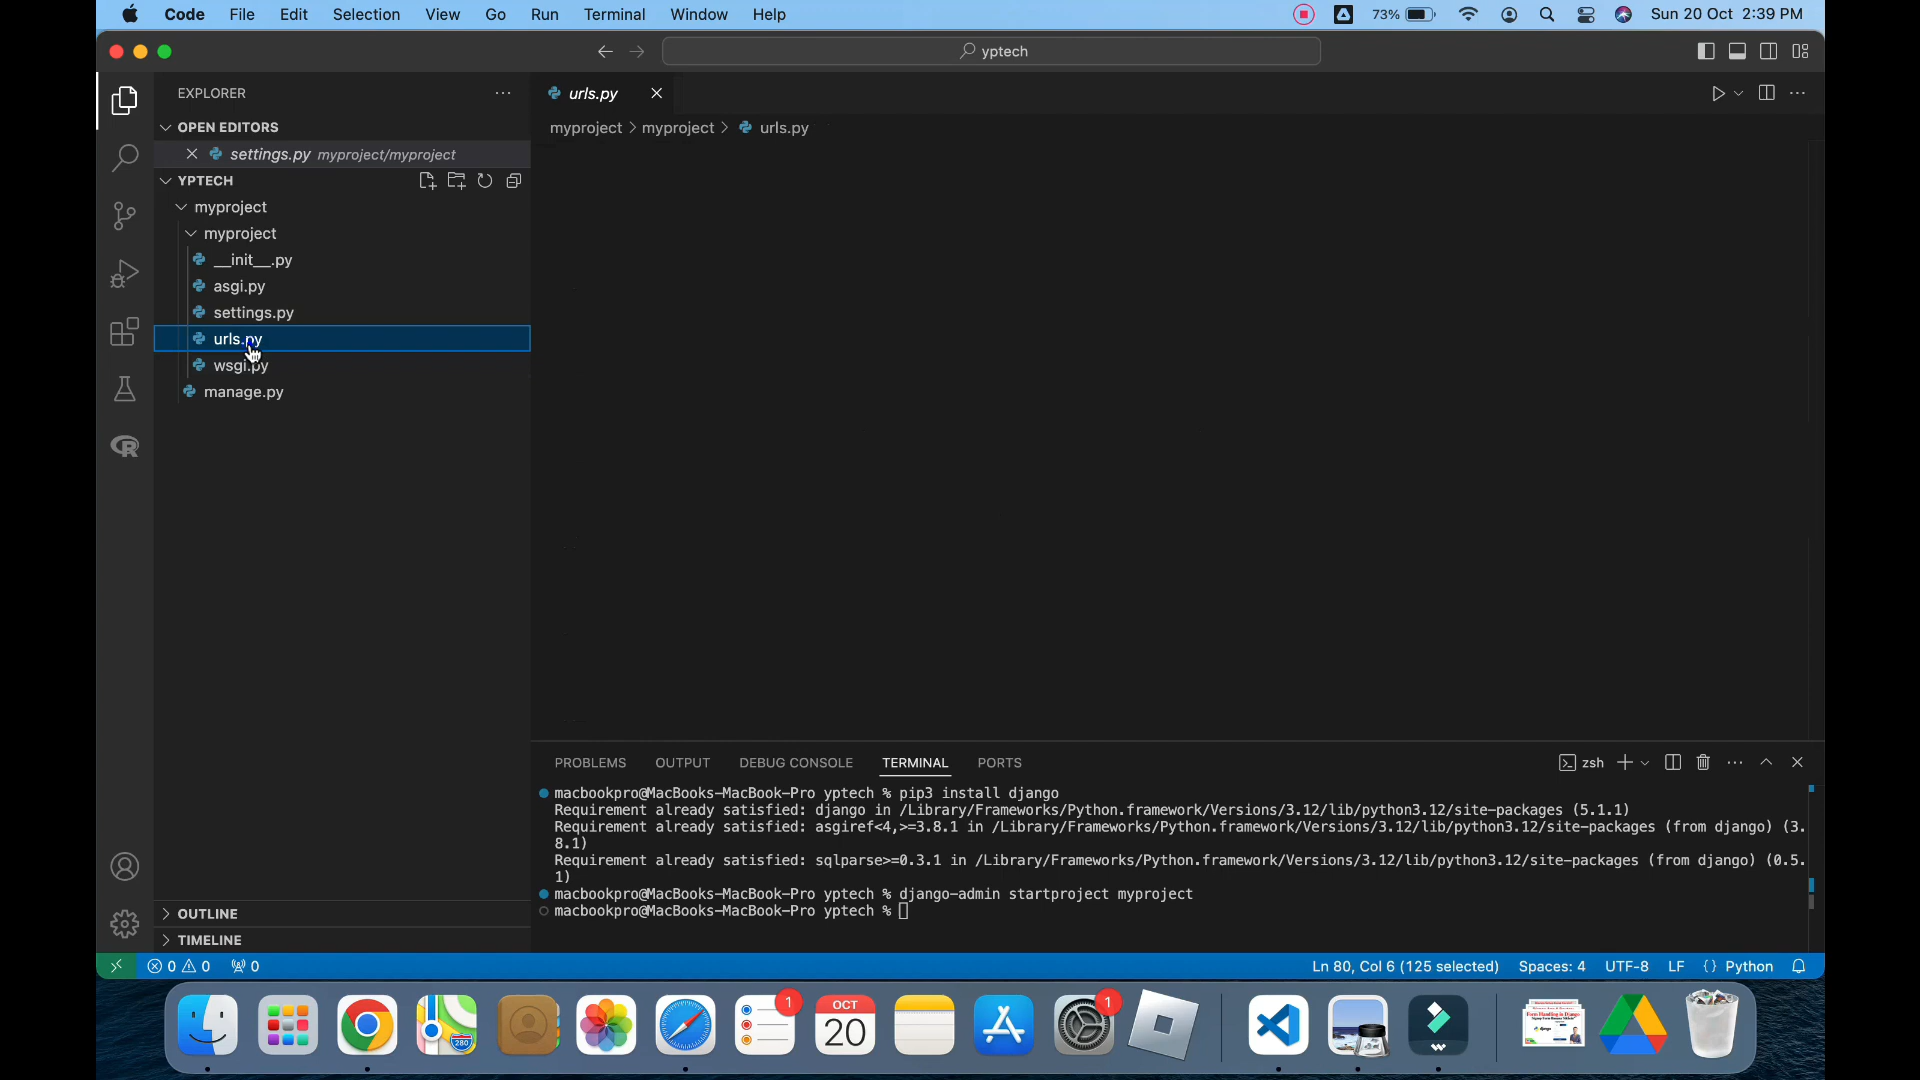 Code File Edit Selection View Go Run Terminal Window Help 73% Sun 20 Oct 2:39 PM
yptech
EXPLORER
urls.py
OPEN EDITORS
myproject > myproject > urls.py
settings.py myproject/myproject
YPTECH
myproject
myproject
__init__.py
asgi.py
settings.py
urls.py
wsgi.py
manage.py
PROBLEMS OUTPUT DEBUG CONSOLE TERMINAL PORTS zsh
macbookpro@MacBooks-MacBook-Pro yptech % pip3 install django
Requirement already satisfied: django in /Library/Frameworks/Python.framework/Versions/3.12/lib/python3.12/site-packages (5.1.1)
Requirement already satisfied: asgiref<4,>=3.8.1 in /Library/Frameworks/Python.framework/Versions/3.12/lib/python3.12/site-packages (from django) (3.
8.1)
Requirement already satisfied: sqlparse>=0.3.1 in /Library/Frameworks/Python.framework/Versions/3.12/lib/python3.12/site-packages (from django) (0.5.
1)
macbookpro@MacBooks-MacBook-Pro yptech % django-admin startproject myproject
macbookpro@MacBooks-MacBook-Pro yptech %
OUTLINE
TIMELINE
0 0 0 Ln 80, Col 6 (125 selected) Spaces: 4 UTF-8 LF {} Python
280
1
OCT
20
1
Form Handling in Django